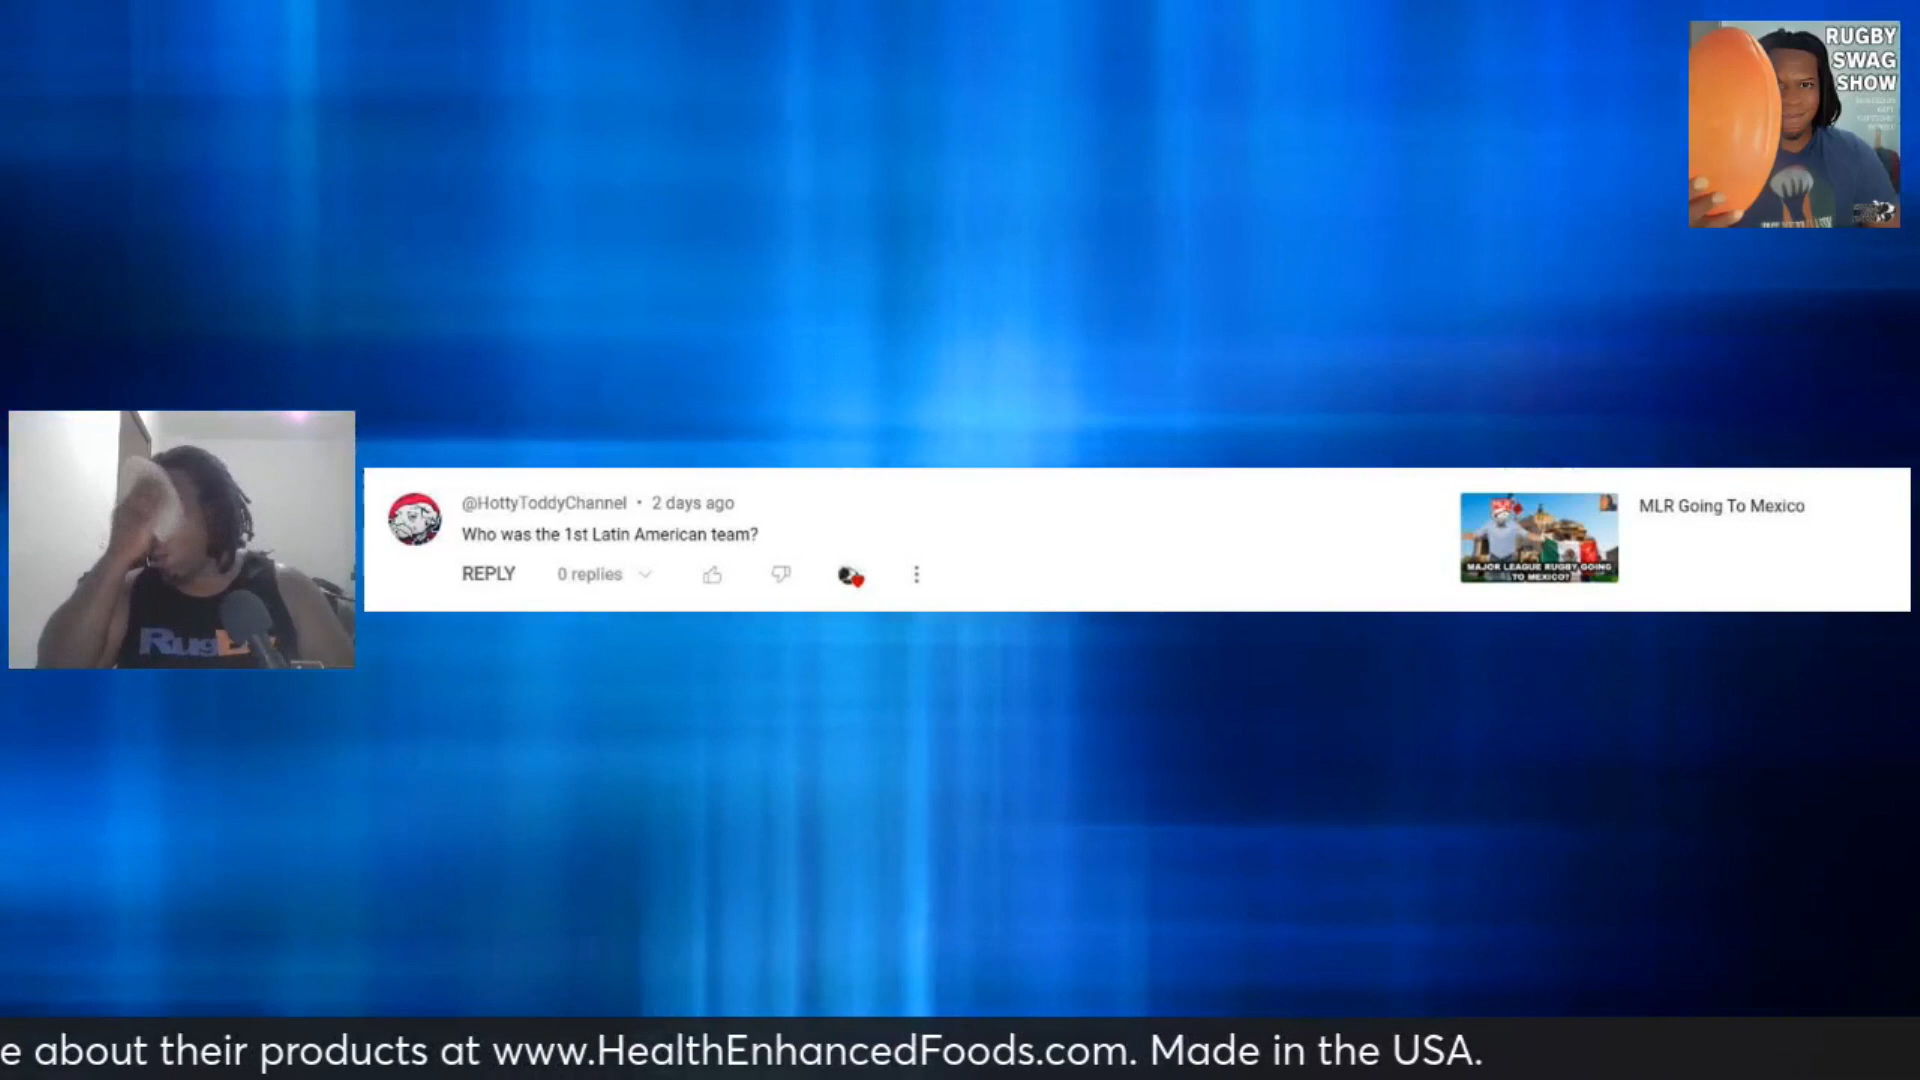 RUGBY
SWAG
SHOW
@HottyToddyChannel • 2 days ago
Who was the 1st Latin American team?
REPLY 0 replies
MLR Going To Mexico
MAJOR LEAGUE RUGBY GOING
TO MEXICO?
e about their products at www.HealthEnhancedFoods.com. Made in the USA.